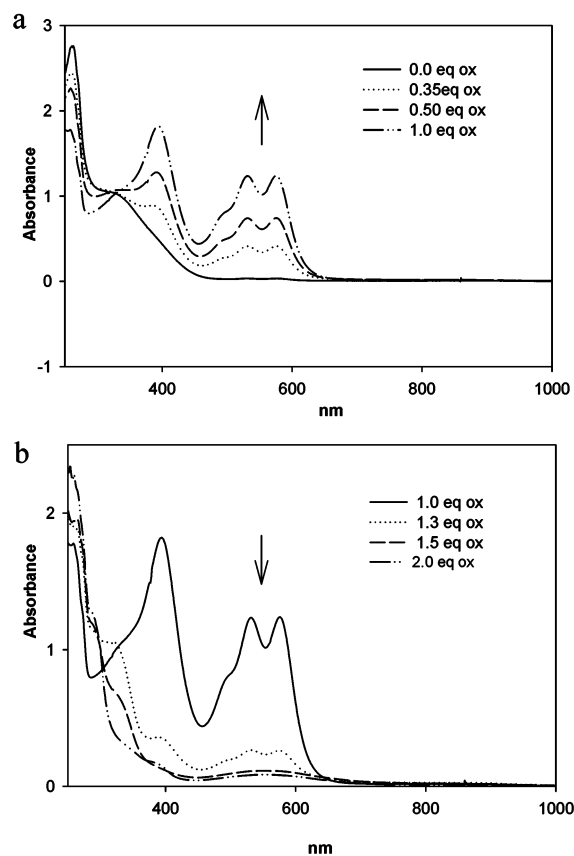 a
3
2
1
0
-1
Absorbance
0.0 eq ox
0.35eq ox
0.50 eq ox
1.0 eq ox
400 600 800 1000
nm
b
2
1
0
Absorbance
1.0 eq ox
1.3 eq ox
1.5 eq ox
2.0 eq ox
400 600 800 1000
nm